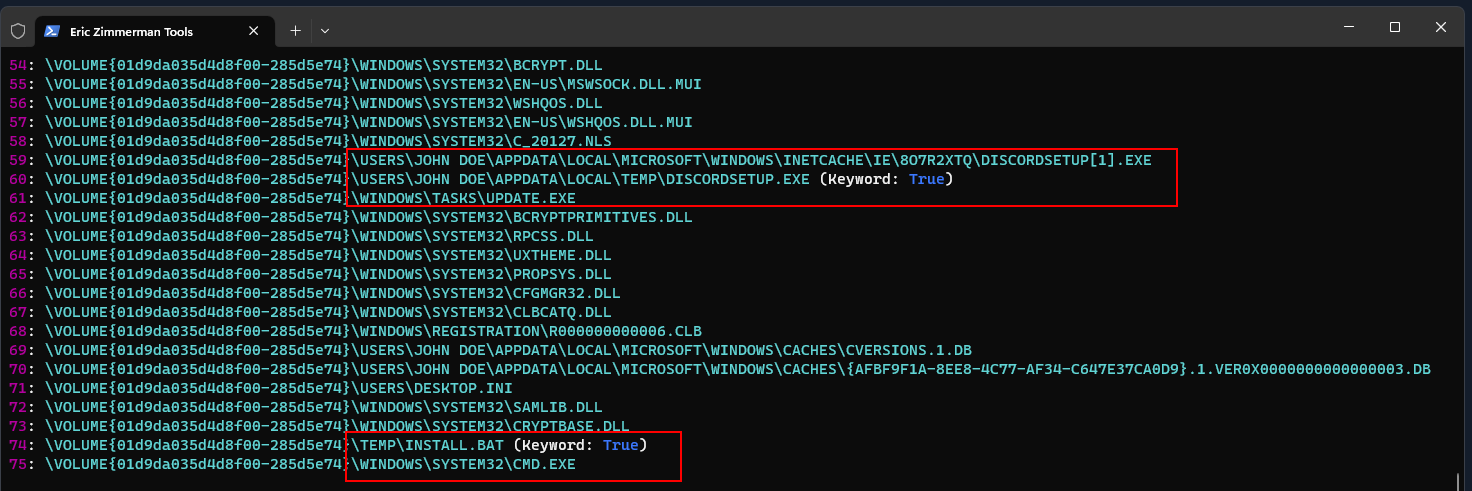 Eric Zimmerman Tools
54: \VOLUME{01d9da035d4d8f00-285d5e74}\WINDOWS\SYSTEM32\BCRYPT.DLL
55: \VOLUME{01d9da035d4d8f00-285d5e74}\WINDOWS\SYSTEM32\EN-US\MSWSOCK.DLL.MUI
56: \VOLUME{01d9da035d4d8f00-285d5e74}\WINDOWS\SYSTEM32\WSHQOS.DLL
57: \VOLUME{01d9da035d4d8f00-285d5e74}\WINDOWS\SYSTEM32\EN-US\WSHQOS.DLL.MUI
58: \VOLUME{01d9da035d4d8f00-285d5e74}\WINDOWS\SYSTEM32\C_20127.NLS
59: \VOLUME{01d9da035d4d8f00-285d5e74}\USERS\JOHN DOE\APPDATA\LOCAL\MICROSOFT\WINDOWS\INETCACHE\IE\8O7R2XTQ\DISCORDSETUP[1].EXE
60: \VOLUME{01d9da035d4d8f00-285d5e74}\USERS\JOHN DOE\APPDATA\LOCAL\TEMP\DISCORDSETUP.EXE (Keyword: True)
61: \VOLUME{01d9da035d4d8f00-285d5e74}\WINDOWS\TASKS\UPDATE.EXE
62: \VOLUME{01d9da035d4d8f00-285d5e74}\WINDOWS\SYSTEM32\BCRYPTPRIMITIVES.DLL
63: \VOLUME{01d9da035d4d8f00-285d5e74}\WINDOWS\SYSTEM32\RPCSS.DLL
64: \VOLUME{01d9da035d4d8f00-285d5e74}\WINDOWS\SYSTEM32\UXTHEME.DLL
65: \VOLUME{01d9da035d4d8f00-285d5e74}\WINDOWS\SYSTEM32\PROPSYS.DLL
66: \VOLUME{01d9da035d4d8f00-285d5e74}\WINDOWS\SYSTEM32\CFGMGR32.DLL
67: \VOLUME{01d9da035d4d8f00-285d5e74}\WINDOWS\SYSTEM32\CLBCATQ.DLL
68: \VOLUME{01d9da035d4d8f00-285d5e74}\WINDOWS\REGISTRATION\R000000000006.CLB
69: \VOLUME{01d9da035d4d8f00-285d5e74}\USERS\JOHN DOE\APPDATA\LOCAL\MICROSOFT\WINDOWS\CACHES\CVERSIONS.1.DB
70: \VOLUME{01d9da035d4d8f00-285d5e74}\USERS\JOHN DOE\APPDATA\LOCAL\MICROSOFT\WINDOWS\CACHES\{AFBF9F1A-8EE8-4C77-AF34-C647E37CA0D9}.1.VER0X0000000000000003.DB
71: \VOLUME{01d9da035d4d8f00-285d5e74}\USERS\DESKTOP.INI
72: \VOLUME{01d9da035d4d8f00-285d5e74}\WINDOWS\SYSTEM32\SAMLIB.DLL
73: \VOLUME{01d9da035d4d8f00-285d5e74}\WINDOWS\SYSTEM32\CRYPTBASE.DLL
74: \VOLUME{01d9da035d4d8f00-285d5e74}\TEMP\INSTALL.BAT (Keyword: True)
75: \VOLUME{01d9da035d4d8f00-285d5e74}\WINDOWS\SYSTEM32\CMD.EXE